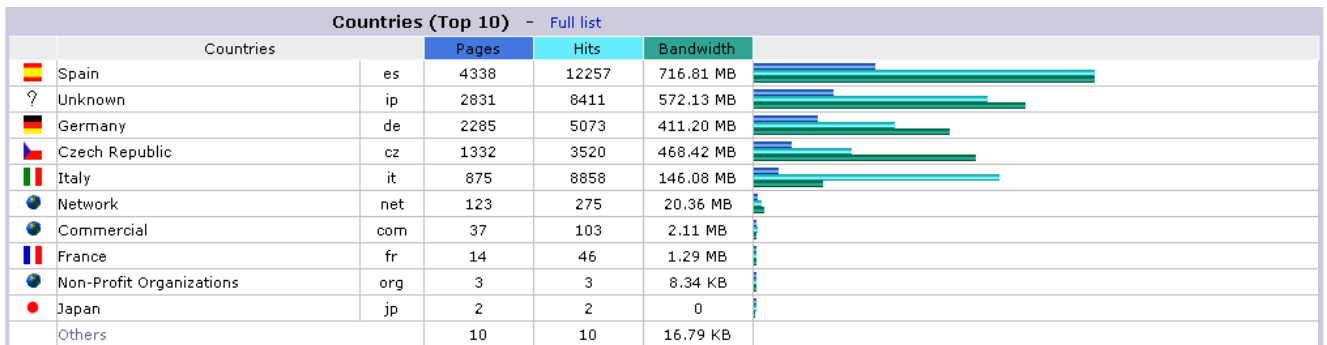 Countries (Top 10) - Full list
Countries Pages Hits Bandwidth
Spain es 4338 12257 716.81 MB
? Unknown ip 2831 8411 572.13 MB
Germany de 2285 5073 411.20 MB
Czech Republic cz 1332 3520 468.42 MB
Italy it 875 8858 146.08 MB
Network net 123 275 20.36 MB
Commercial com 37 103 2.11 MB
France fr 14 46 1.29 MB
Non-Profit Organizations org 3 3 8.34 KB
Japan jp 2 2 0
Others 10 10 16.79 KB